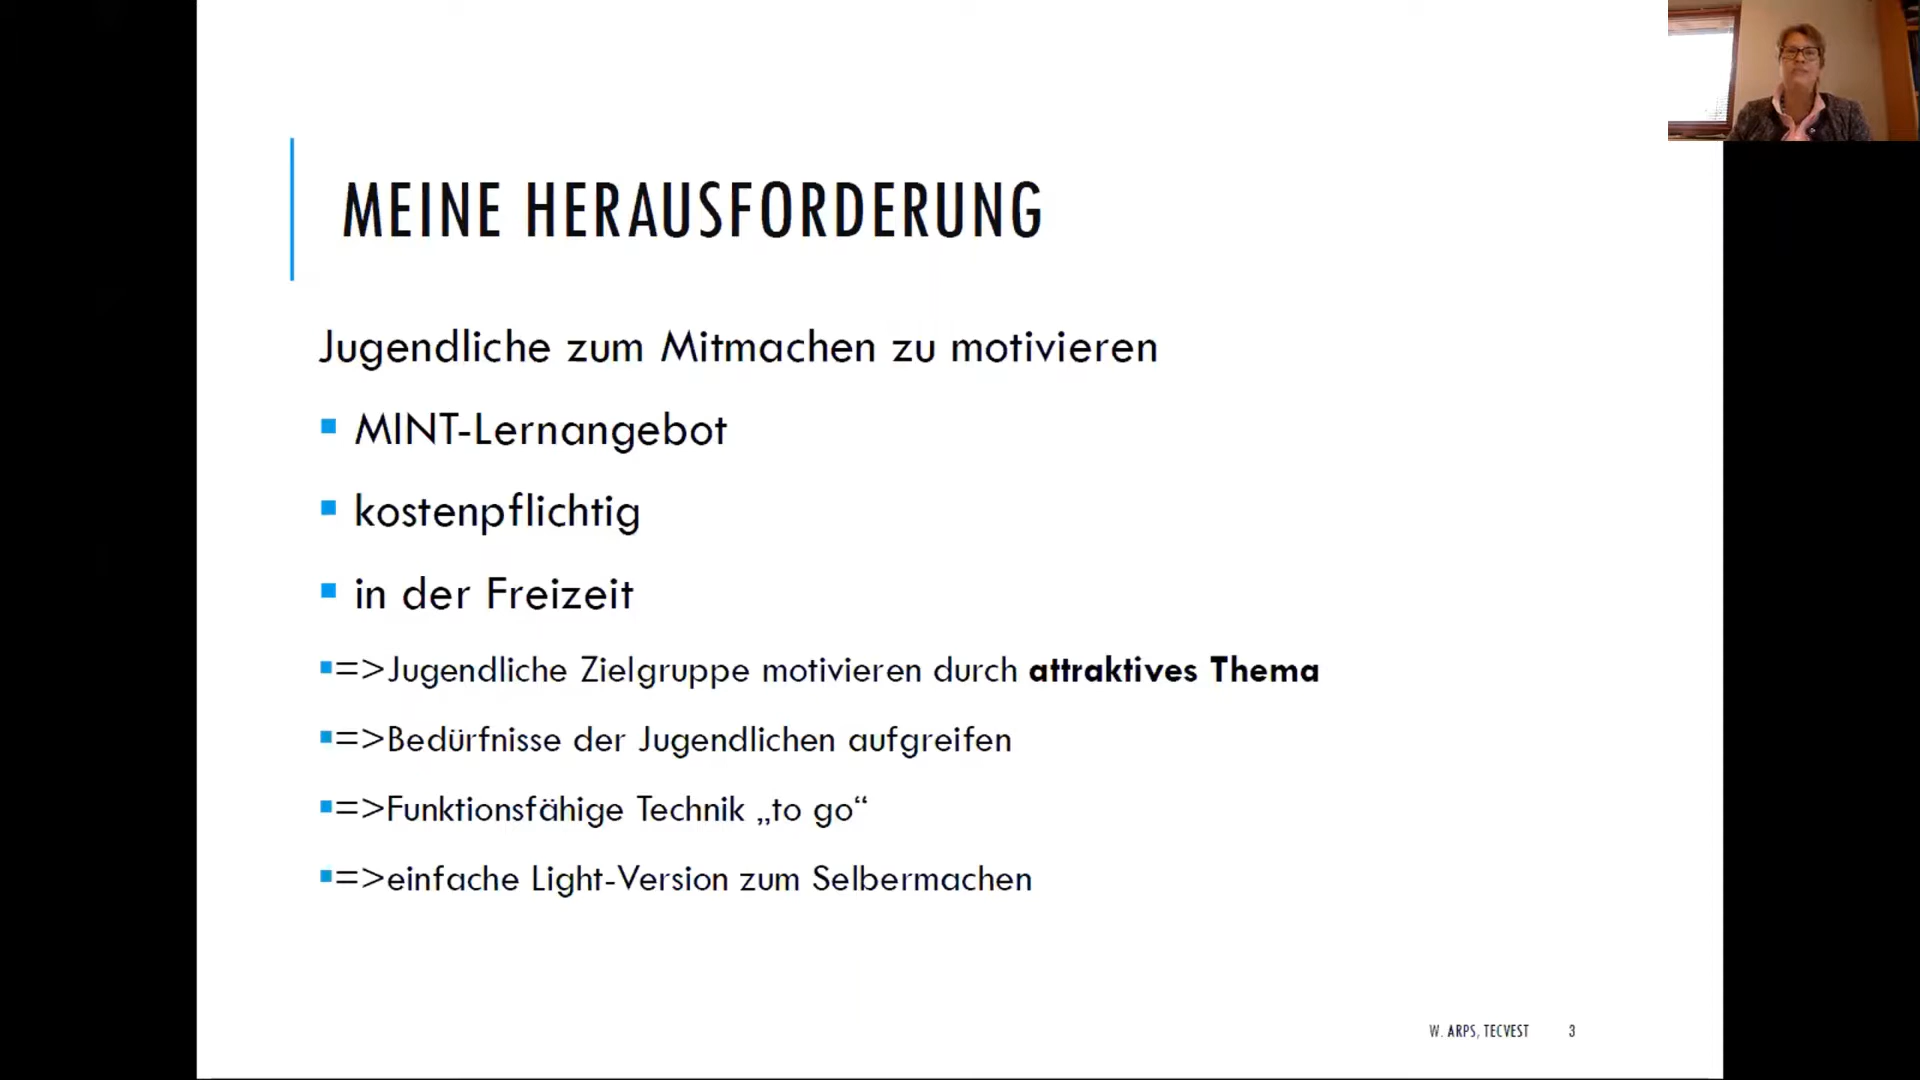 MEINE HERAUSFORDERUNG
Jugendliche zum Mitmachen zu motivieren
▪ MINT-Lernangebot
▪ kostenpflichtig
▪ in der Freizeit
▪=>Jugendliche Zielgruppe motivieren durch attraktives Thema
▪=>Bedürfnisse der Jugendlichen aufgreifen
▪=>Funktionsfähige Technik „to go“
▪=>einfache Light-Version zum Selbermachen
W. ARPS, TECVEST 3